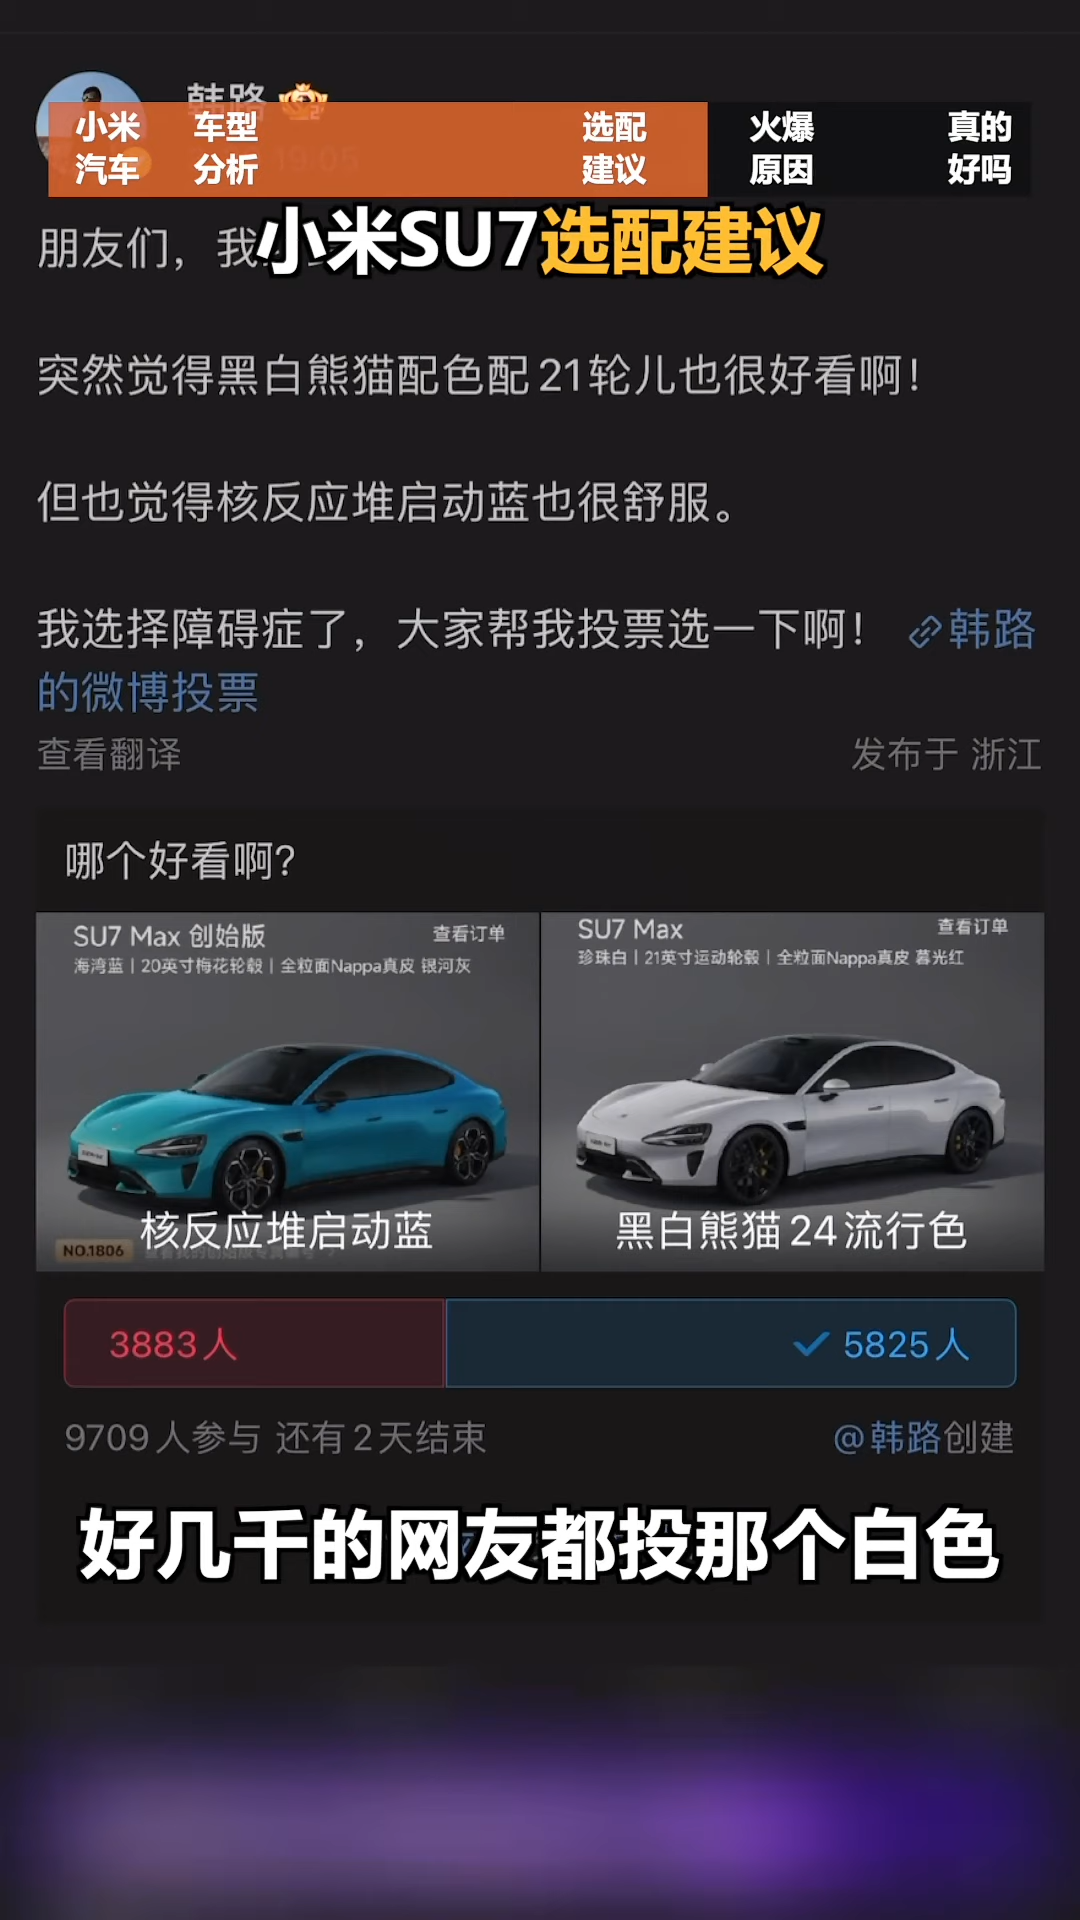 韩路
小米 车型 选配 火爆 真的
汽车 分析 建议 原因 好吗
19:05
小米SU7选配建议
朋友们，我
突然觉得黑白熊猫配色配21轮儿也很好看啊！
但也觉得核反应堆启动蓝也很舒服。
我选择障碍症了，大家帮我投票选一下啊！ 韩路
的微博投票
查看翻译 发布于 浙江
哪个好看啊？
SU7 Max 创始版 查看订单
海湾蓝｜20英寸梅花轮毂｜全粒面Nappa真皮 银河灰
SU7 Max 查看订单
珍珠白｜21英寸运动轮毂｜全粒面Nappa真皮 暮光红
核反应堆启动蓝
NO.1806
黑白熊猫24流行色
3883人 5825人
9709人参与 还有2天结束 @韩路创建
好几千的网友都投那个白色